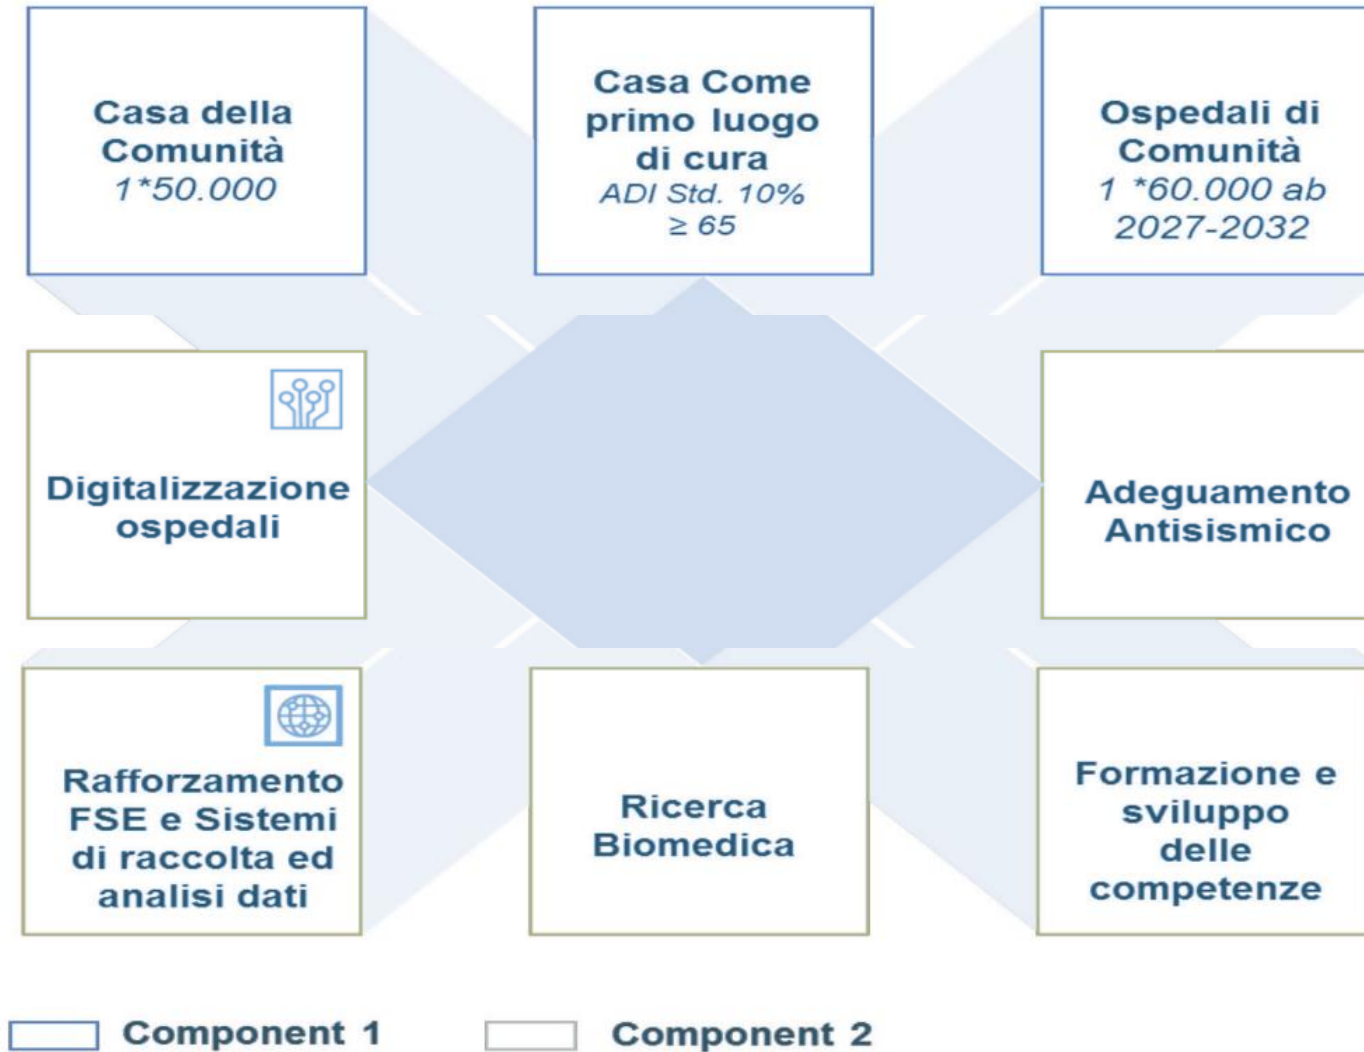 Casa della
Comunità
1*50.000
Casa Come
primo luogo
di cura
ADI Std. 10%
≥ 65
Ospedali di
Comunità
1 *60.000 ab
2027-2032
Digitalizzazione
ospedali
Adeguamento
Antisismico
Rafforzamento
FSE e Sistemi
di raccolta ed
analisi dati
Ricerca
Biomedica
Formazione e
sviluppo
delle
competenze
Component 1
Component 2